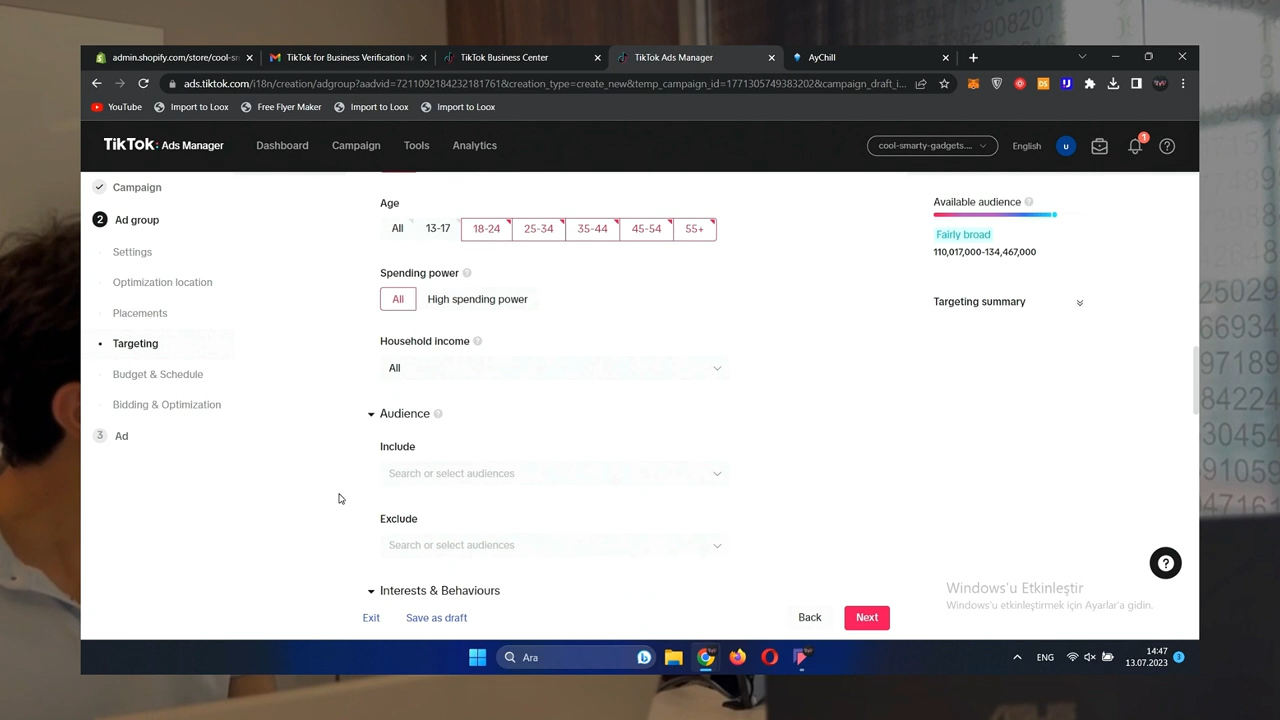 admin.shopify.com/store/cool-sn
TikTok for Business Verification h
TikTok Business Center
TikTok Ads Manager
AyChill
ads.tiktok.com/i18n/creation/adgroup?aadvid=7211092184232181761&creation_type=create_new&temp_campaign_id=1771305749383202&campaign_draft_i...
YouTube
Import to Loox
Free Flyer Maker
Import to Loox
Import to Loox
TikTok: Ads Manager
Dashboard
Campaign
Tools
Analytics
cool-smarty-gadgets....
English
U
1
Campaign
2 Ad group
Settings
Optimization location
Placements
Targeting
Budget & Schedule
Bidding & Optimization
3 Ad
Age
All 13-17 18-24 25-34 35-44 45-54 55+
Spending power
All High spending power
Household income
All
Audience
Include
Search or select audiences
Exclude
Search or select audiences
Interests & Behaviours
Exit
Save as draft
Back
Next
Available audience
Fairly broad
110,017,000-134,467,000
Targeting summary
Windows'u Etkinleştir
Windows'u etkinleştirmek için Ayarlar'a gidin.
Ara
ENG
14:47
13.07.2023
3